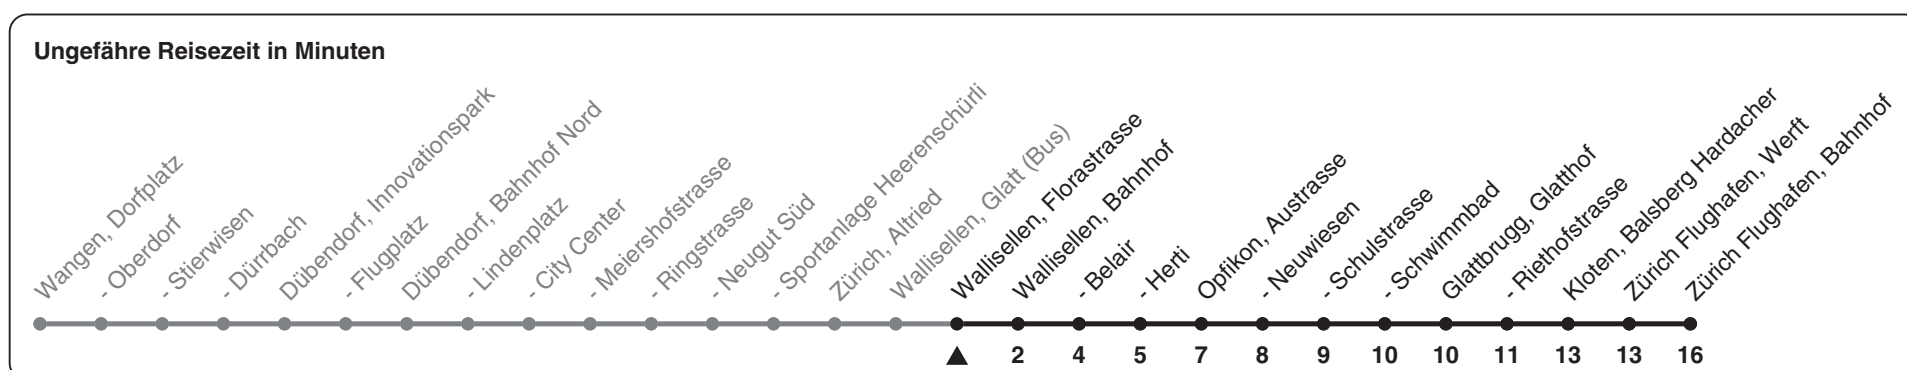 Ungefähre Reisezeit in Minuten
Wangen, Dorfplatz
- Oberdorf
- Stierwisen
- Dürrbach
Dübendorf, Innovationspark
- Flugplatz
Dübendorf, Bahnhof Nord
- Lindenplatz
- City Center
- Meiershofstrasse
- Ringstrasse
- Neugut Süd
- Sportanlage Heerenschürli
Zürich, Altried
Wallisellen, Glatt (Bus)
Wallisellen, Florastrasse
Wallisellen, Bahnhof
- Belair
- Herti
Opfikon, Austrasse
- Neuwiesen
- Schulstrasse
- Schwimmbad
Glattbrugg, Glatthof
- Riethofstrasse
Kloten, Balsberg Hardacher
Zürich Flughafen, Werft
Zürich Flughafen, Bahnhof
2 4 5 7 8 9 10 10 11 13 13 16